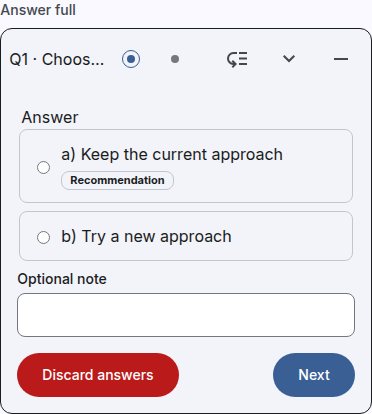 Answer full
Q1 · Choos...
Answer
a) Keep the current approach
Recommendation
b) Try a new approach
Optional note
Discard answers
Next